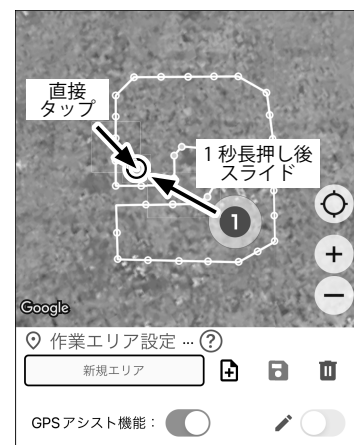 直接
タップ
１秒長押し後
スライド
1
Google
作業エリア設定 … ?
新規エリア
GPSアシスト機能：